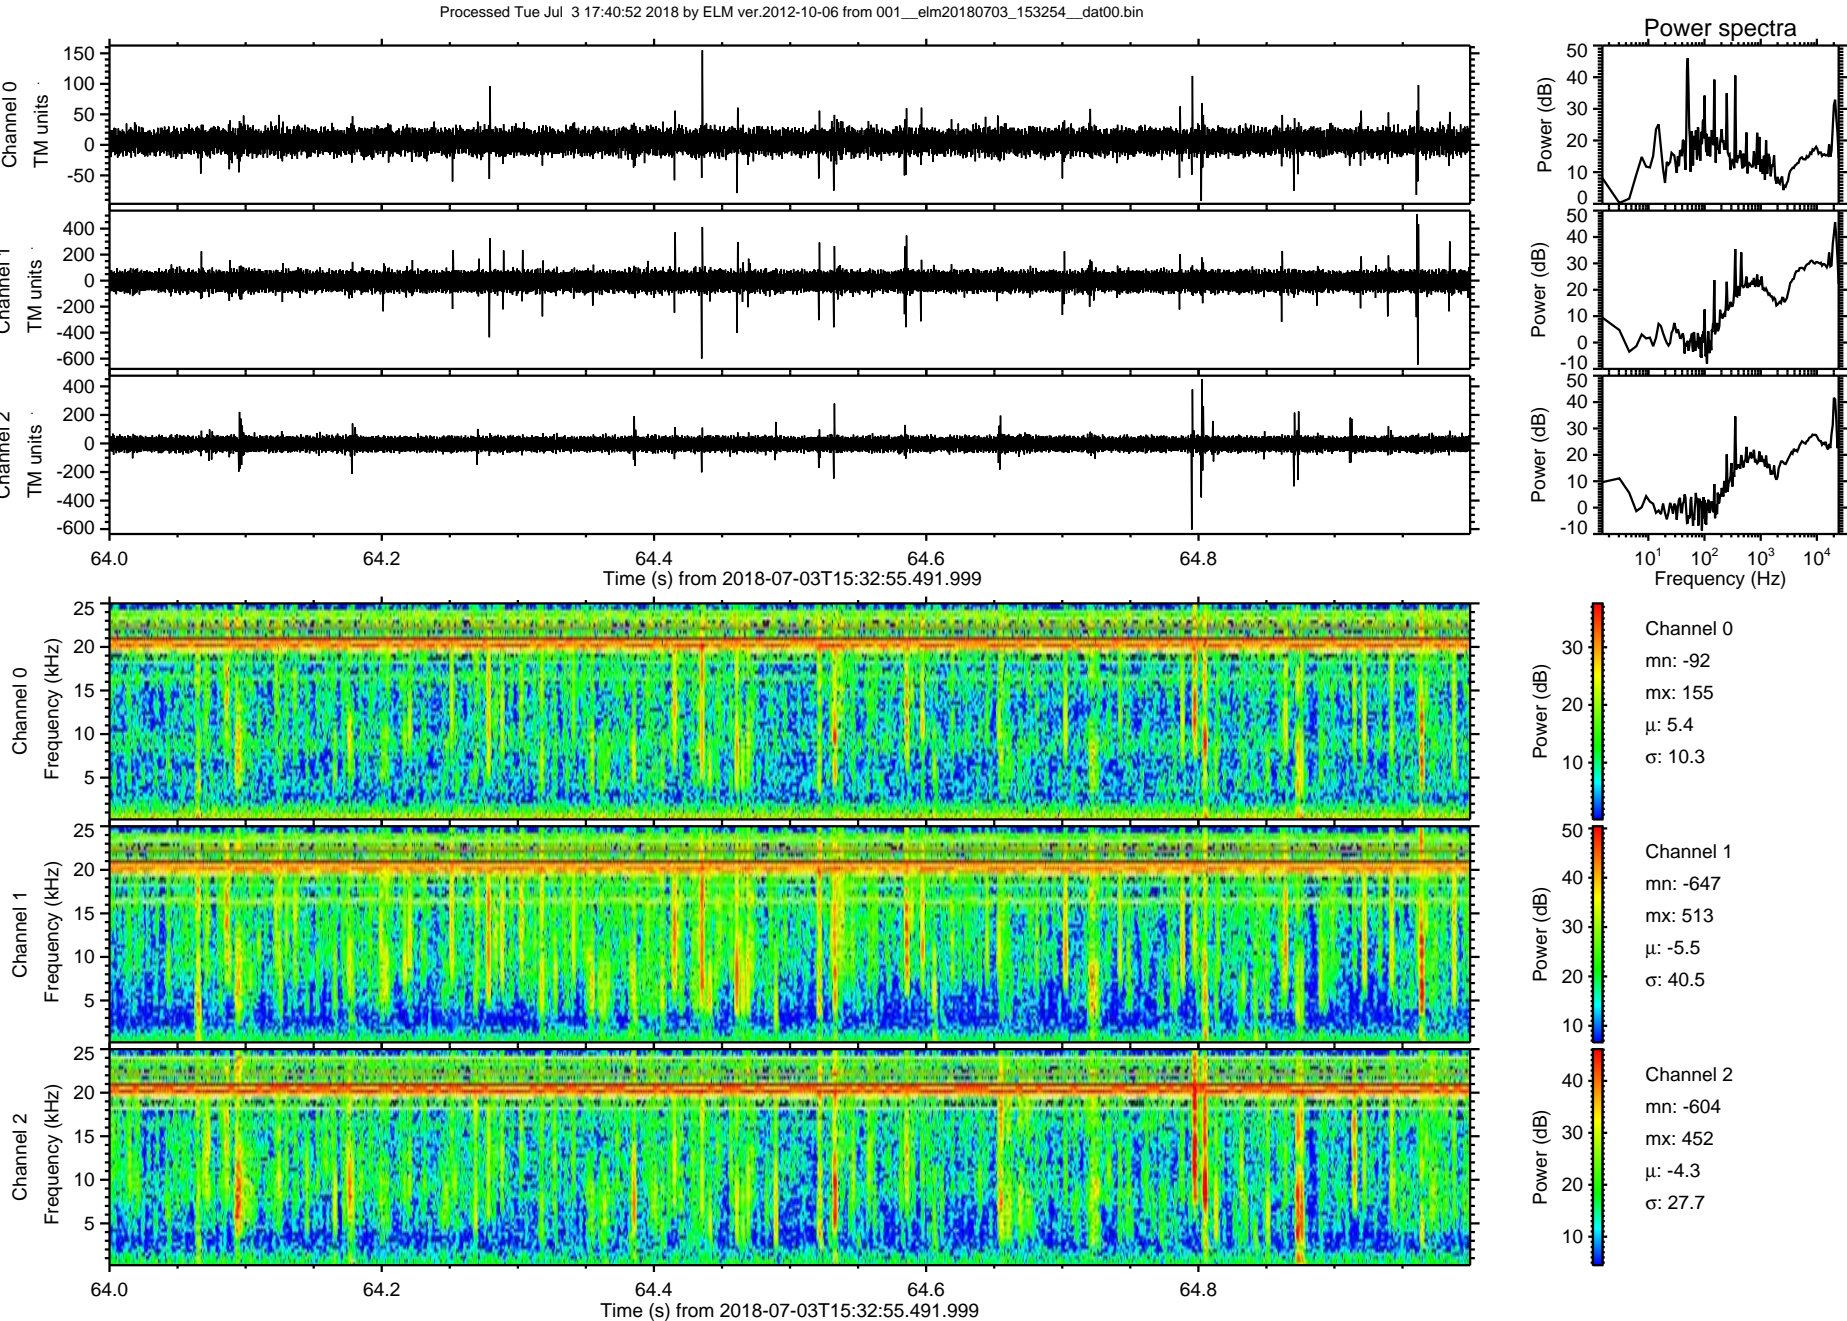 Processed Tue Jul 3 17:40:52 2018 by ELM ver.2012-10-06 from 001__elm20180703_153254__dat00.bin
Power spectra
Channel 0
TM units
150
100
50
0
-50
Power (dB)
50
40
30
20
10
0
Channel 1
TM units
400
200
0
-200
-400
-600
Power (dB)
50
40
30
20
10
0
-10
Channel 2
TM units
400
200
0
-200
-400
-600
Power (dB)
50
40
30
20
10
0
-10
64.0 64.2 64.4 64.6 64.8
Time (s) from 2018-07-03T15:32:55.491.999
10¹ 10² 10³ 10⁴
Frequency (Hz)
Channel 0
Frequency (kHz)
25
20
15
10
5
Power (dB)
30
20
10
Channel 0
mn: -92
mx: 155
µ: 5.4
σ: 10.3
Channel 1
Frequency (kHz)
25
20
15
10
5
Power (dB)
50
40
30
20
10
Channel 1
mn: -647
mx: 513
µ: -5.5
σ: 40.5
Channel 2
Frequency (kHz)
25
20
15
10
5
Power (dB)
40
30
20
10
Channel 2
mn: -604
mx: 452
µ: -4.3
σ: 27.7
64.0 64.2 64.4 64.6 64.8
Time (s) from 2018-07-03T15:32:55.491.999